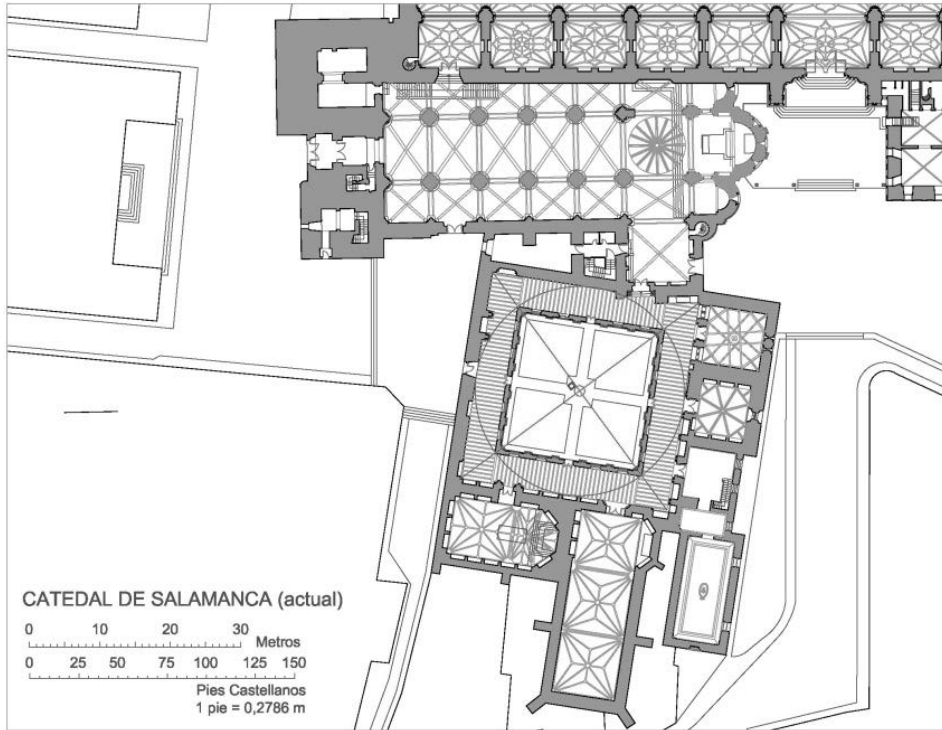 CATEDAL DE SALAMANCA (actual)
0 10 20 30
Metros
0 25 50 75 100 125 150
Pies Castellanos
1 pie = 0,2786 m